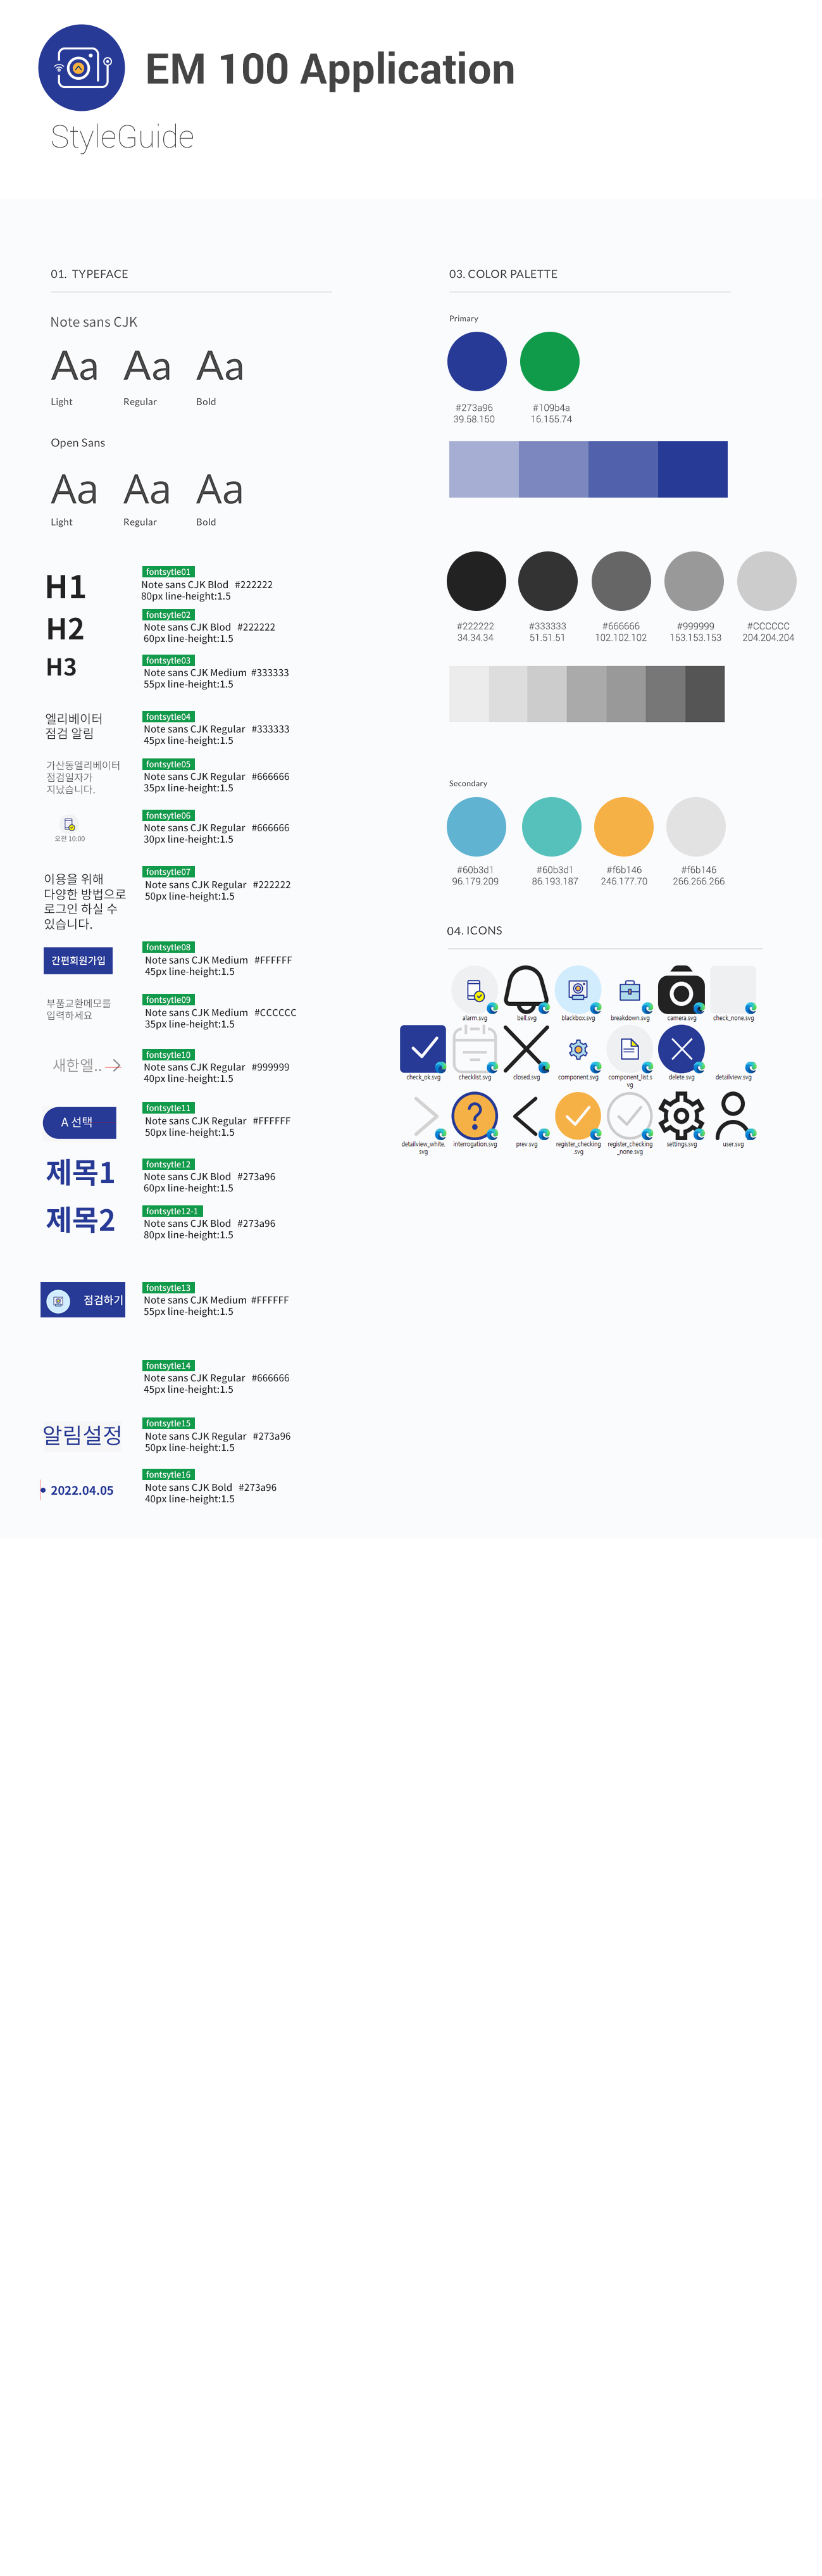 EM 100 Application
StyleGuide
01. TYPEFACE
Note sans CJK
Aa Aa Aa
Light Regular Bold
Open Sans
Aa Aa Aa
Light Regular Bold
H1
fontsytle01
Note sans CJK Blod #222222
80px line-height:1.5
H2
fontsytle02
Note sans CJK Blod #222222
60px line-height:1.5
H3
fontsytle03
Note sans CJK Medium #333333
55px line-height:1.5
엘리베이터
점검 알림
fontsytle04
Note sans CJK Regular #333333
45px line-height:1.5
가산동엘리베이터
점검일자가
지났습니다.
fontsytle05
Note sans CJK Regular #666666
35px line-height:1.5
오전 10:00
fontsytle06
Note sans CJK Regular #666666
30px line-height:1.5
이용을 위해
다양한 방법으로
로그인 하실 수
있습니다.
fontsytle07
Note sans CJK Regular #222222
50px line-height:1.5
간편회원가입
fontsytle08
Note sans CJK Medium #FFFFFF
45px line-height:1.5
부품교환메모를
입력하세요
fontsytle09
Note sans CJK Medium #CCCCCC
35px line-height:1.5
새한엘..
fontsytle10
Note sans CJK Regular #999999
40px line-height:1.5
A 선택
fontsytle11
Note sans CJK Regular #FFFFFF
50px line-height:1.5
제목1
fontsytle12
Note sans CJK Blod #273a96
60px line-height:1.5
제목2
fontsytle12-1
Note sans CJK Blod #273a96
80px line-height:1.5
점검하기
fontsytle13
Note sans CJK Medium #FFFFFF
55px line-height:1.5
fontsytle14
Note sans CJK Regular #666666
45px line-height:1.5
알림설정
fontsytle15
Note sans CJK Regular #273a96
50px line-height:1.5
2022.04.05
fontsytle16
Note sans CJK Bold #273a96
40px line-height:1.5
03. COLOR PALETTE
Primary
#273a96 #109b4a
39.58.150 16.155.74
#222222 #333333 #666666 #999999 #CCCCCC
34.34.34 51.51.51 102.102.102 153.153.153 204.204.204
Secondary
#60b3d1 #60b3d1 #f6b146 #f6b146
96.179.209 86.193.187 246.177.70 266.266.266
04. ICONS
alarm.svg bell.svg blackbox.svg breakdown.svg camera.svg check_none.svg
check_ok.svg checklist.svg closed.svg component.svg component_list.s delete.svg detailview.svg
vg
detailview_white. interrogation.svg prev.svg register_checking register_checking settings.svg user.svg
svg .svg _none.svg